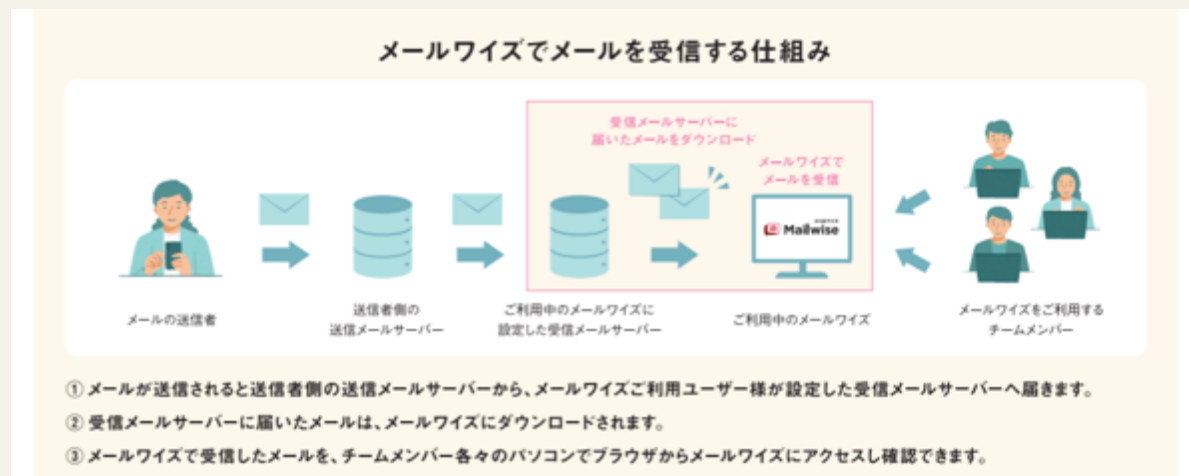 メールワイズでメールを受信する仕組み
受信メールサーバーに
届いたメールをダウンロード
メールワイズで
メールを受信
Mailwise
メールの送信者
送信者側の
送信メールサーバー
ご利用中のメールワイズに
設定した受信メールサーバー
ご利用中のメールワイズ
メールワイズをご利用する
チームメンバー
① メールが送信されると送信者側の送信メールサーバーから、メールワイズご利用ユーザー様が設定した受信メールサーバーへ届きます。
② 受信メールサーバーに届いたメールは、メールワイズにダウンロードされます。
③ メールワイズで受信したメールを、チームメンバー各々のパソコンでブラウザからメールワイズにアクセスし確認できます。